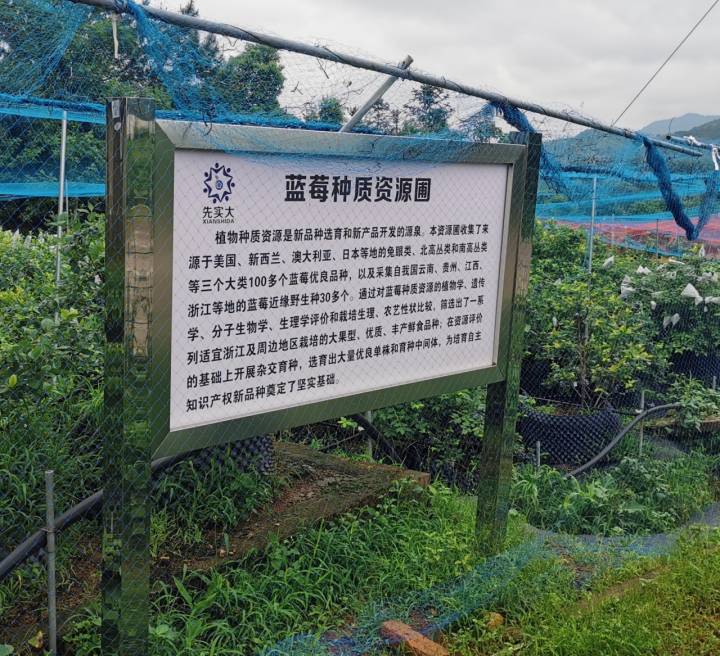 蓝莓种质资源圃
先实大
XIANSHIDA
植物种质资源是新品种选育和新产品开发的源泉。本资源圃收集了来
源于美国、新西兰、澳大利亚、日本等地的兔眼类、北高丛类和南高丛类
等三个大类100多个蓝莓优良品种，以及采集自我国云南、贵州、江西、
浙江等地的蓝莓近缘野生种30多个。通过对蓝莓种质资源的植物学、遗传
学、分子生物学、生理学评价和栽培生理、农艺性状比较，筛选出了一系
列适宜浙江及周边地区栽培的大果型、优质、丰产鲜食品种；在资源评价
的基础上开展杂交育种，选育出大量优良单株和育种中间体，为培育自主
知识产权新品种奠定了坚实基础。